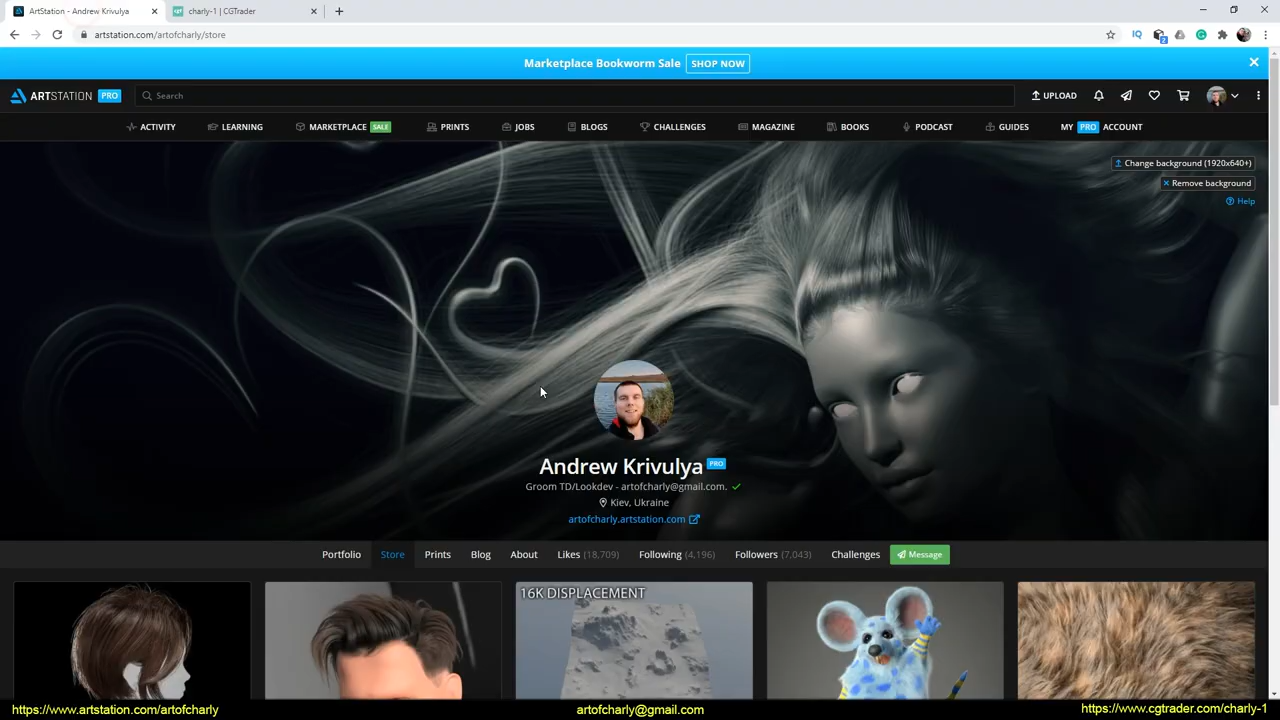 ArtStation - Andrew Krivulya
charly-1 | CGTrader
artstation.com/artofcharly/store
IQ
2
Marketplace Bookworm Sale SHOP NOW
ARTSTATION PRO
Search
UPLOAD
ACTIVITY LEARNING MARKETPLACE SALE PRINTS JOBS BLOGS CHALLENGES MAGAZINE BOOKS PODCAST GUIDES MY PRO ACCOUNT
Change background (1920x640+)
Remove background
Help
Andrew Krivulya PRO
Groom TD/Lookdev - artofcharly@gmail.com.
Kiev, Ukraine
artofcharly.artstation.com
Portfolio Store Prints Blog About Likes (18,709) Following (4,196) Followers (7,043) Challenges Message
16K DISPLACEMENT
https://www.artstation.com/artofcharly
artofcharly@gmail.com
https://www.cgtrader.com/charly-1